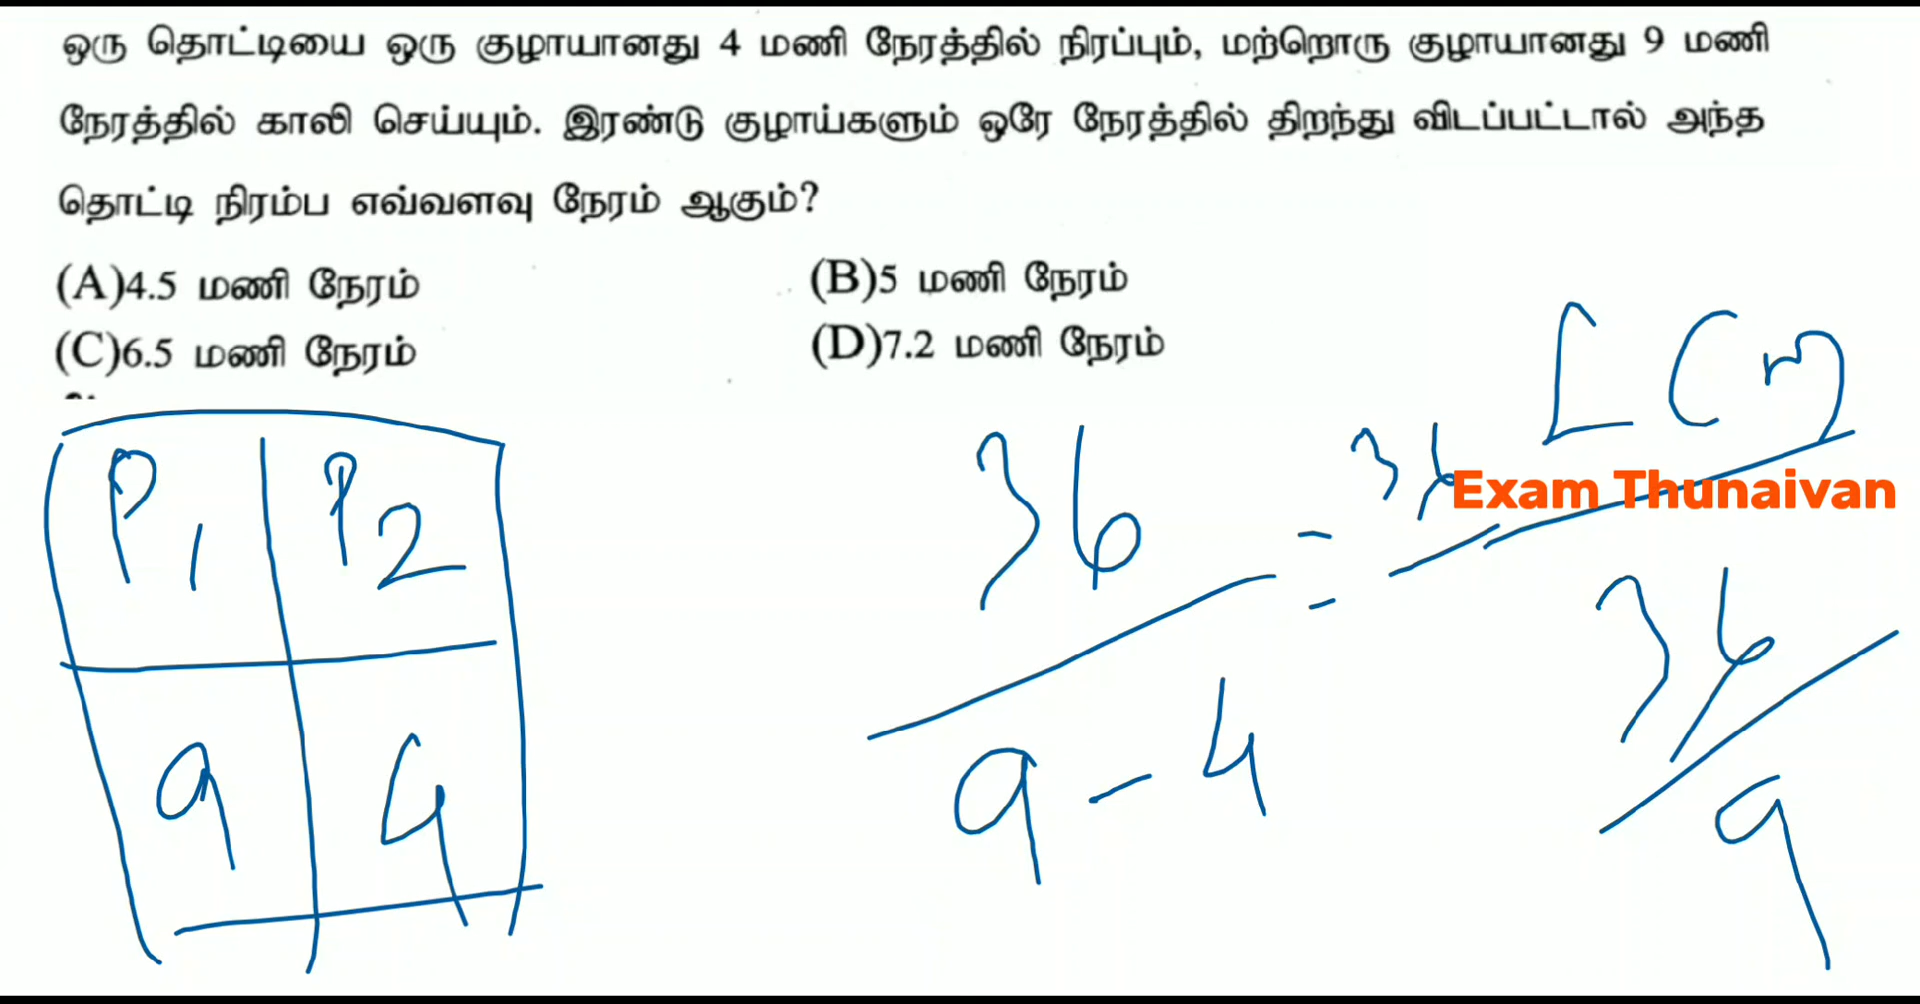 ஒரு தொட்டியை ஒரு குழாயானது 4 மணி நேரத்தில் நிரப்பும், மற்றொரு குழாயானது 9 மணி
நேரத்தில் காலி செய்யும். இரண்டு குழாய்களும் ஒரே நேரத்தில் திறந்து விடப்பட்டால் அந்த
தொட்டி நிரம்ப எவ்வளவு நேரம் ஆகும்?
(A)4.5 மணி நேரம் (B)5 மணி நேரம்
(C)6.5 மணி நேரம் (D)7.2 மணி நேரம்
LCM
P1 P2
36 = 36
Exam Thunaivan
9 - 4
36
9 4
9